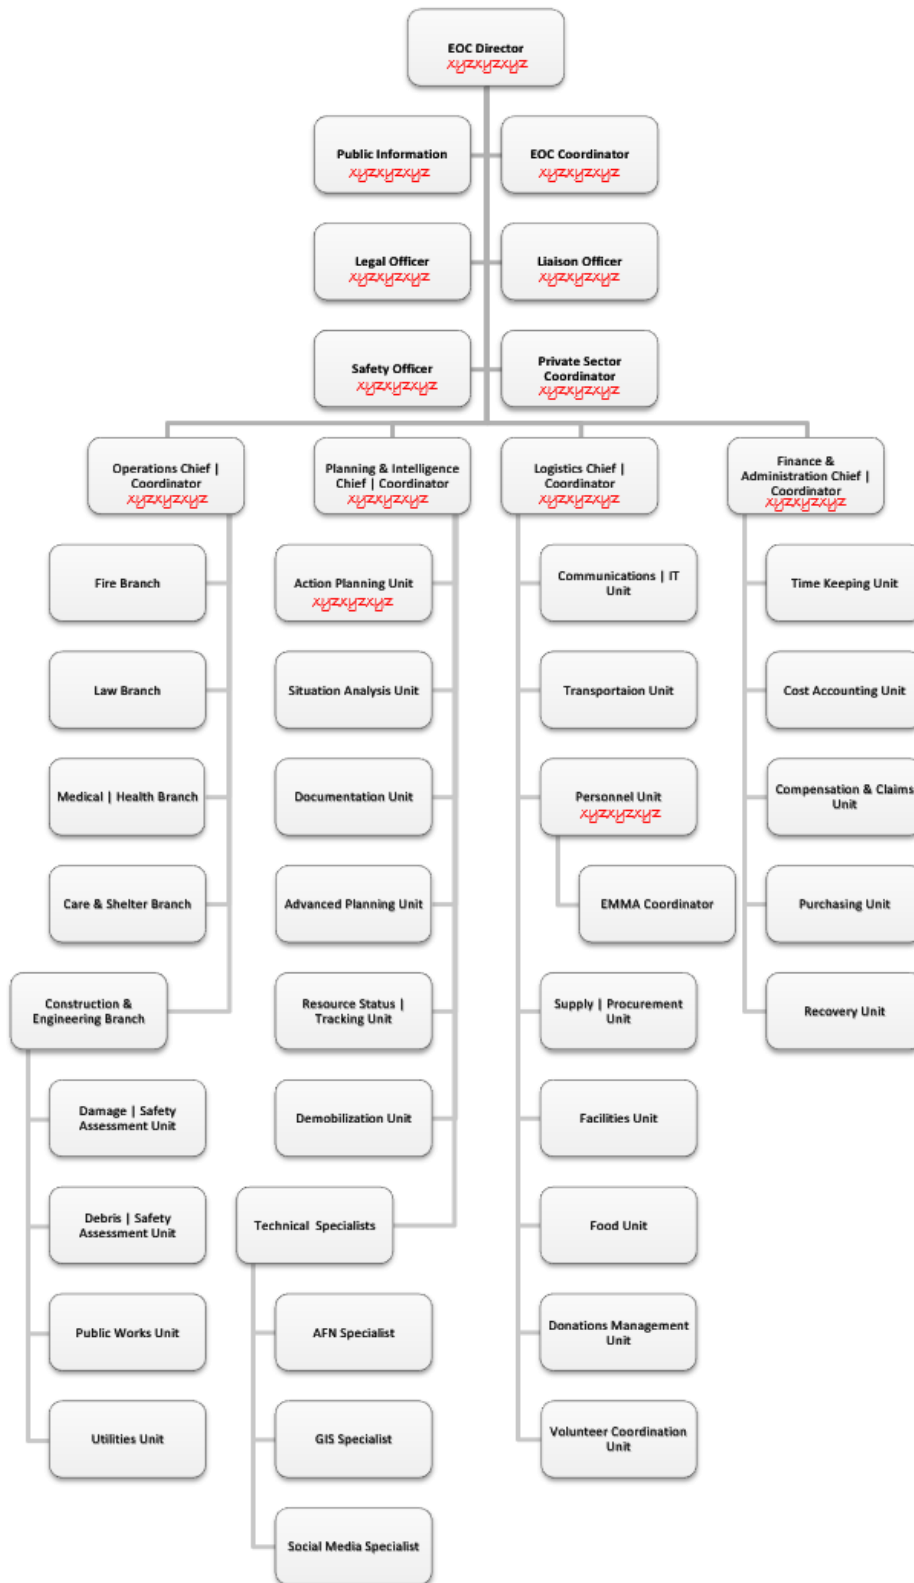 EOC Director
xyzxyzxyz
Public Information
xyzxyzxyz
EOC Coordinator
xyzxyzxyz
Legal Officer
xyzxyzxyz
Liaison Officer
xyzxyzxyz
Safety Officer
xyzxyzxyz
Private Sector
Coordinator
xyzxyzxyz
Operations Chief |
Coordinator
xyzxyzxyz
Planning & Intelligence
Chief | Coordinator
xyzxyzxyz
Logistics Chief |
Coordinator
xyzxyzxyz
Finance &
Administration Chief |
Coordinator
xyzxyzxyz
Fire Branch
Law Branch
Medical | Health Branch
Care & Shelter Branch
Construction &
Engineering Branch
Damage | Safety
Assessment Unit
Debris | Safety
Assessment Unit
Public Works Unit
Utilities Unit
Action Planning Unit
xyzxyzxyz
Situation Analysis Unit
Documentation Unit
Advanced Planning Unit
Resource Status |
Tracking Unit
Demobilization Unit
Technical Specialists
AFN Specialist
GIS Specialist
Social Media Specialist
Communications | IT
Unit
Transportaion Unit
Personnel Unit
xyzxyzxyz
EMMA Coordinator
Supply | Procurement
Unit
Facilities Unit
Food Unit
Donations Management
Unit
Volunteer Coordination
Unit
Time Keeping Unit
Cost Accounting Unit
Compensation & Claims
Unit
Purchasing Unit
Recovery Unit